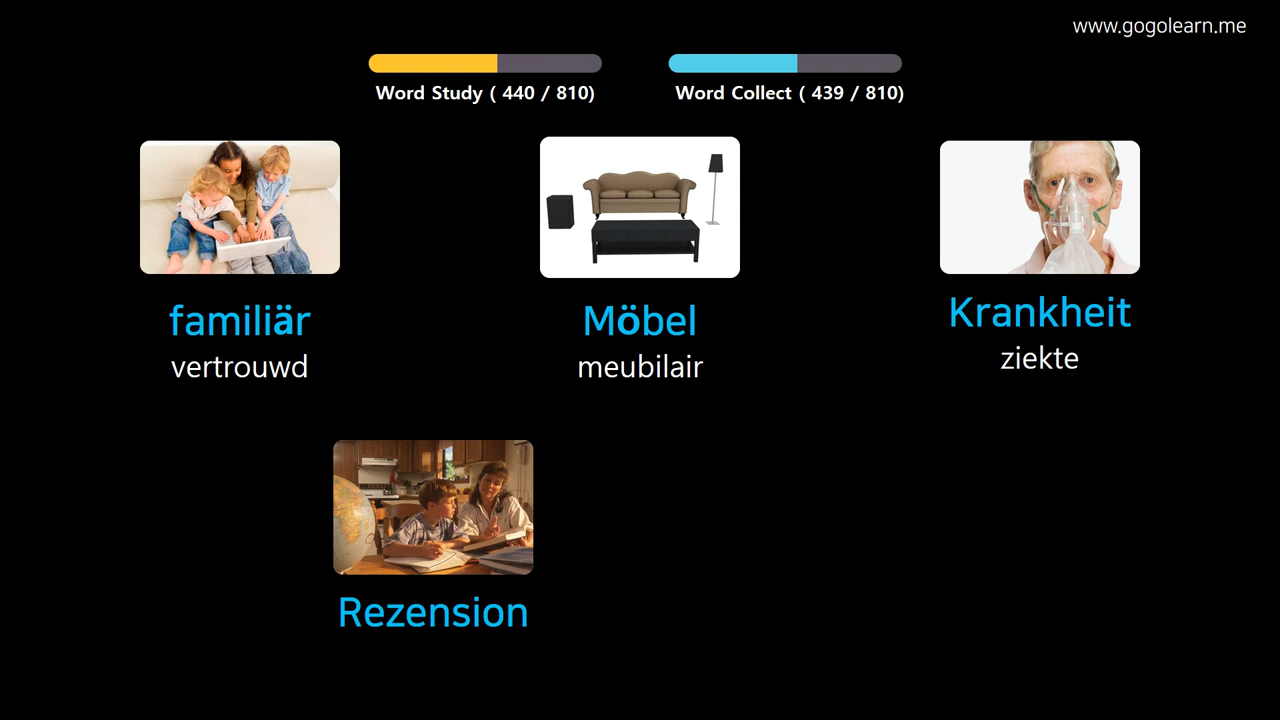 www.gogolearn.me
Word Study ( 440 / 810)
Word Collect ( 439 / 810)
familiär
vertrouwd
Möbel
meubilair
Krankheit
ziekte
Rezension